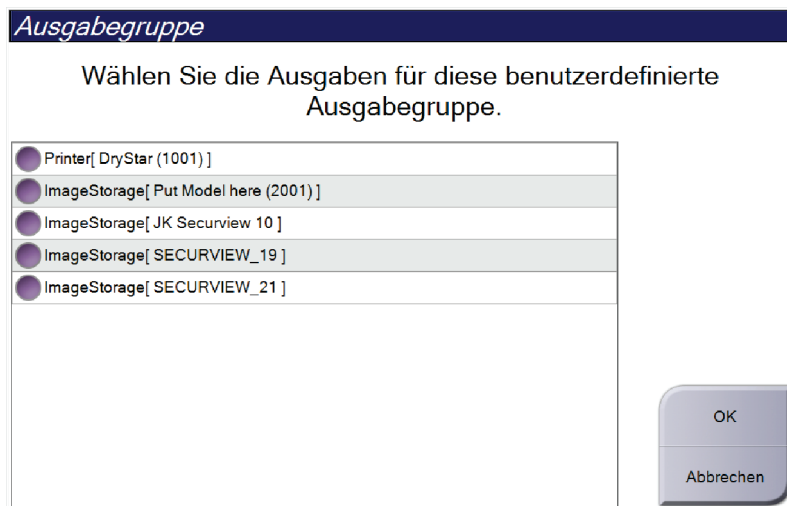 Ausgabegruppe
Wählen Sie die Ausgaben für diese benutzerdefinierte
Ausgabegruppe.
Printer[ DryStar (1001) ]
ImageStorage[ Put Model here (2001) ]
ImageStorage[ JK Securview 10 ]
ImageStorage[ SECURVIEW_19 ]
ImageStorage[ SECURVIEW_21 ]
OK
Abbrechen